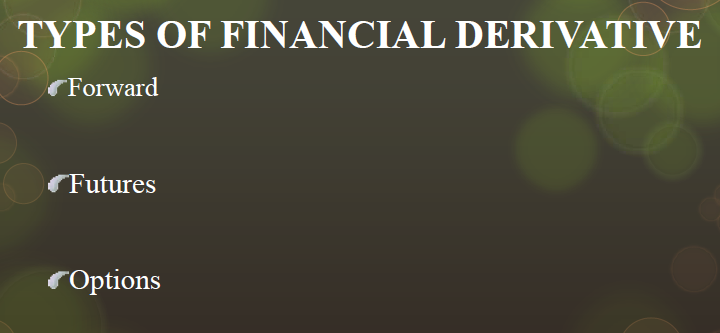 TYPES OF FINANCIAL DERIVATIVE
Forward
Futures
Options